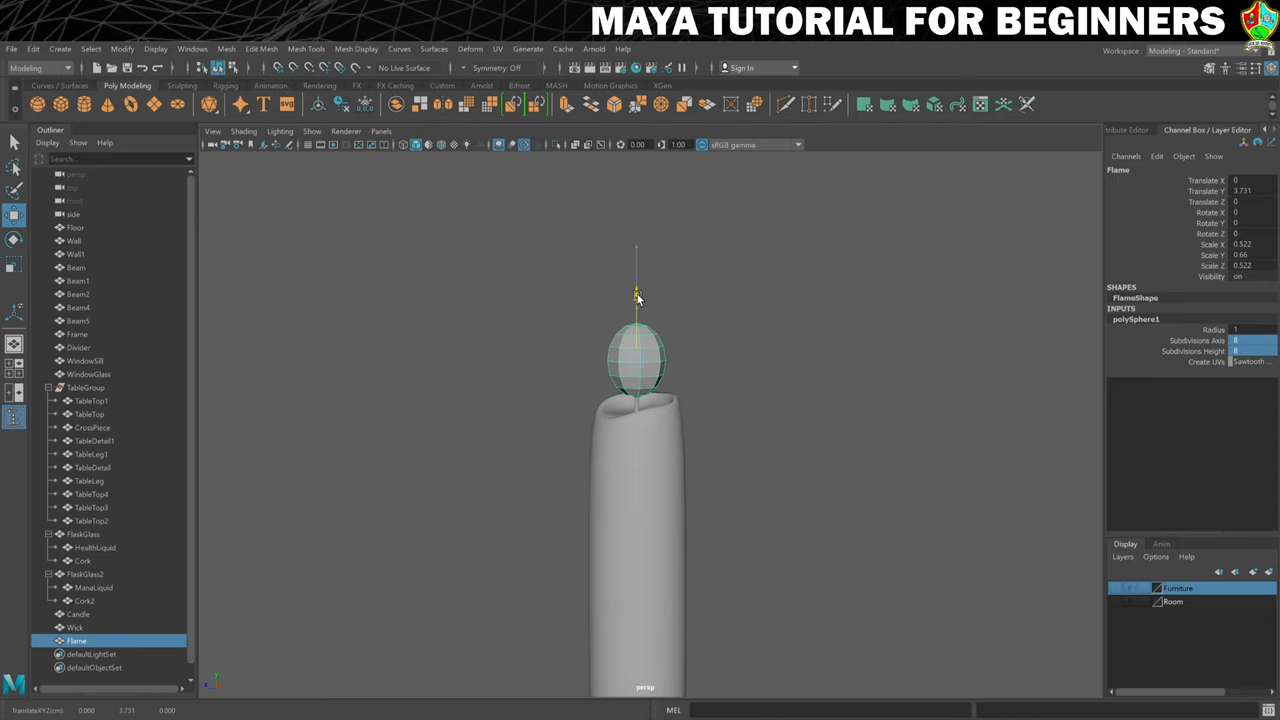 MAYA TUTORIAL FOR BEGINNERS
File Edit Create Select Modify Display Windows Mesh Edit Mesh Mesh Tools Mesh Display Curves Surfaces Deform UV Generate Cache Arnold Help
Workspace : Modeling - Standard*
Modeling
No Live Surface
Symmetry: Off
Sign In
Curves / Surfaces Poly Modeling Sculpting Rigging Animation Rendering FX FX Caching Custom Arnold Bifrost MASH Motion Graphics XGen
Outliner
Display Show Help
Search...
persp
top
front
side
Floor
Wall
Wall1
Beam
Beam1
Beam2
Beam4
Beam5
Frame
Divider
WindowSill
WindowGlass
TableGroup
TableTop1
TableTop
CrossPiece
TableDetail1
TableLeg1
TableDetail
TableLeg
TableTop4
TableTop3
TableTop2
FlaskGlass
HealthLiquid
Cork
FlaskGlass2
ManaLiquid
Cork2
Candle
Wick
Flame
defaultLightSet
defaultObjectSet
View Shading Lighting Show Renderer Panels
0.00 1.00 sRGB gamma
persp
tribute Editor Channel Box / Layer Editor
Channels Edit Object Show
Flame
Translate X 0
Translate Y 3.731
Translate Z 0
Rotate X 0
Rotate Y 0
Rotate Z 0
Scale X 0.522
Scale Y 0.66
Scale Z 0.522
Visibility on
SHAPES
FlameShape
INPUTS
polySphere1
Radius 1
Subdivisions Axis 8
Subdivisions Height 8
Create UVs Sawtooth ...
Display Anim
Layers Options Help
P Furniture
Room
TranslateXYZ(cm): 0.000 3.731 0.000
MEL